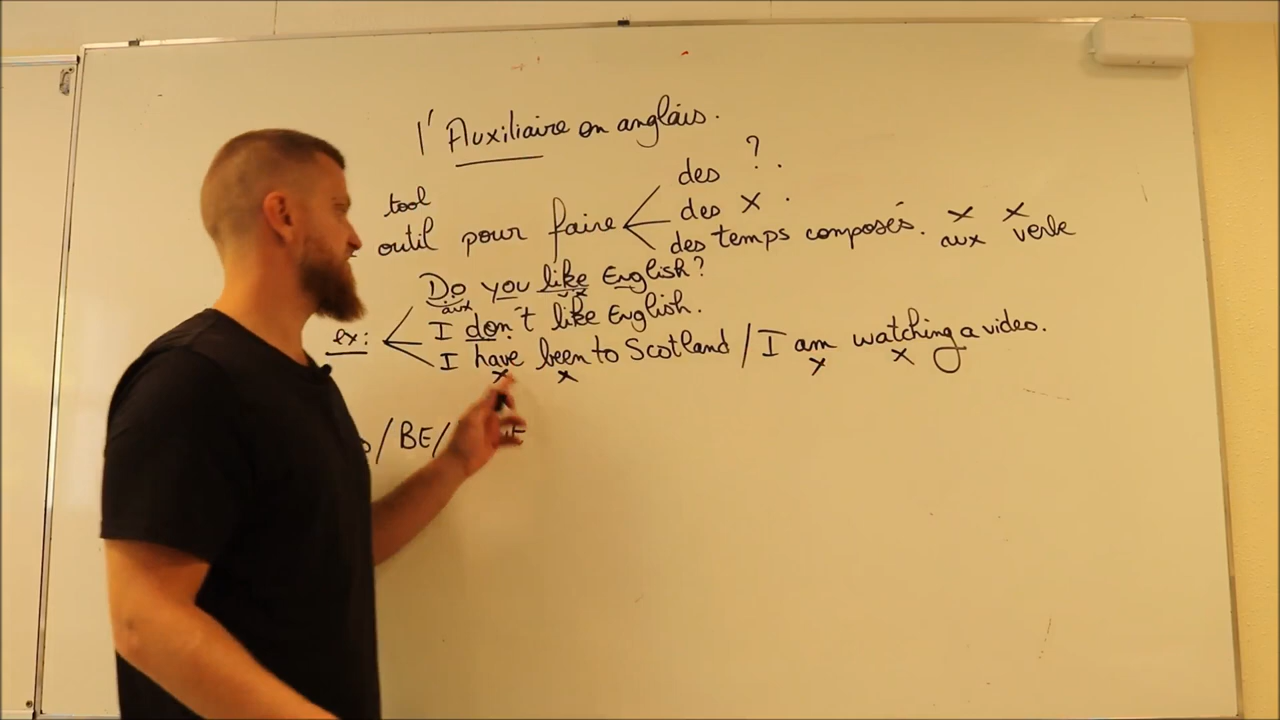 l'Auxiliaire en anglais.
tool
outil pour faire
des ?.
des X.
des temps composés. X X
aux verbe
ex:
Do you like English?
aux v x
I don't like English.
I have been to Scotland / I am watching a video.
X X X X
/BE/